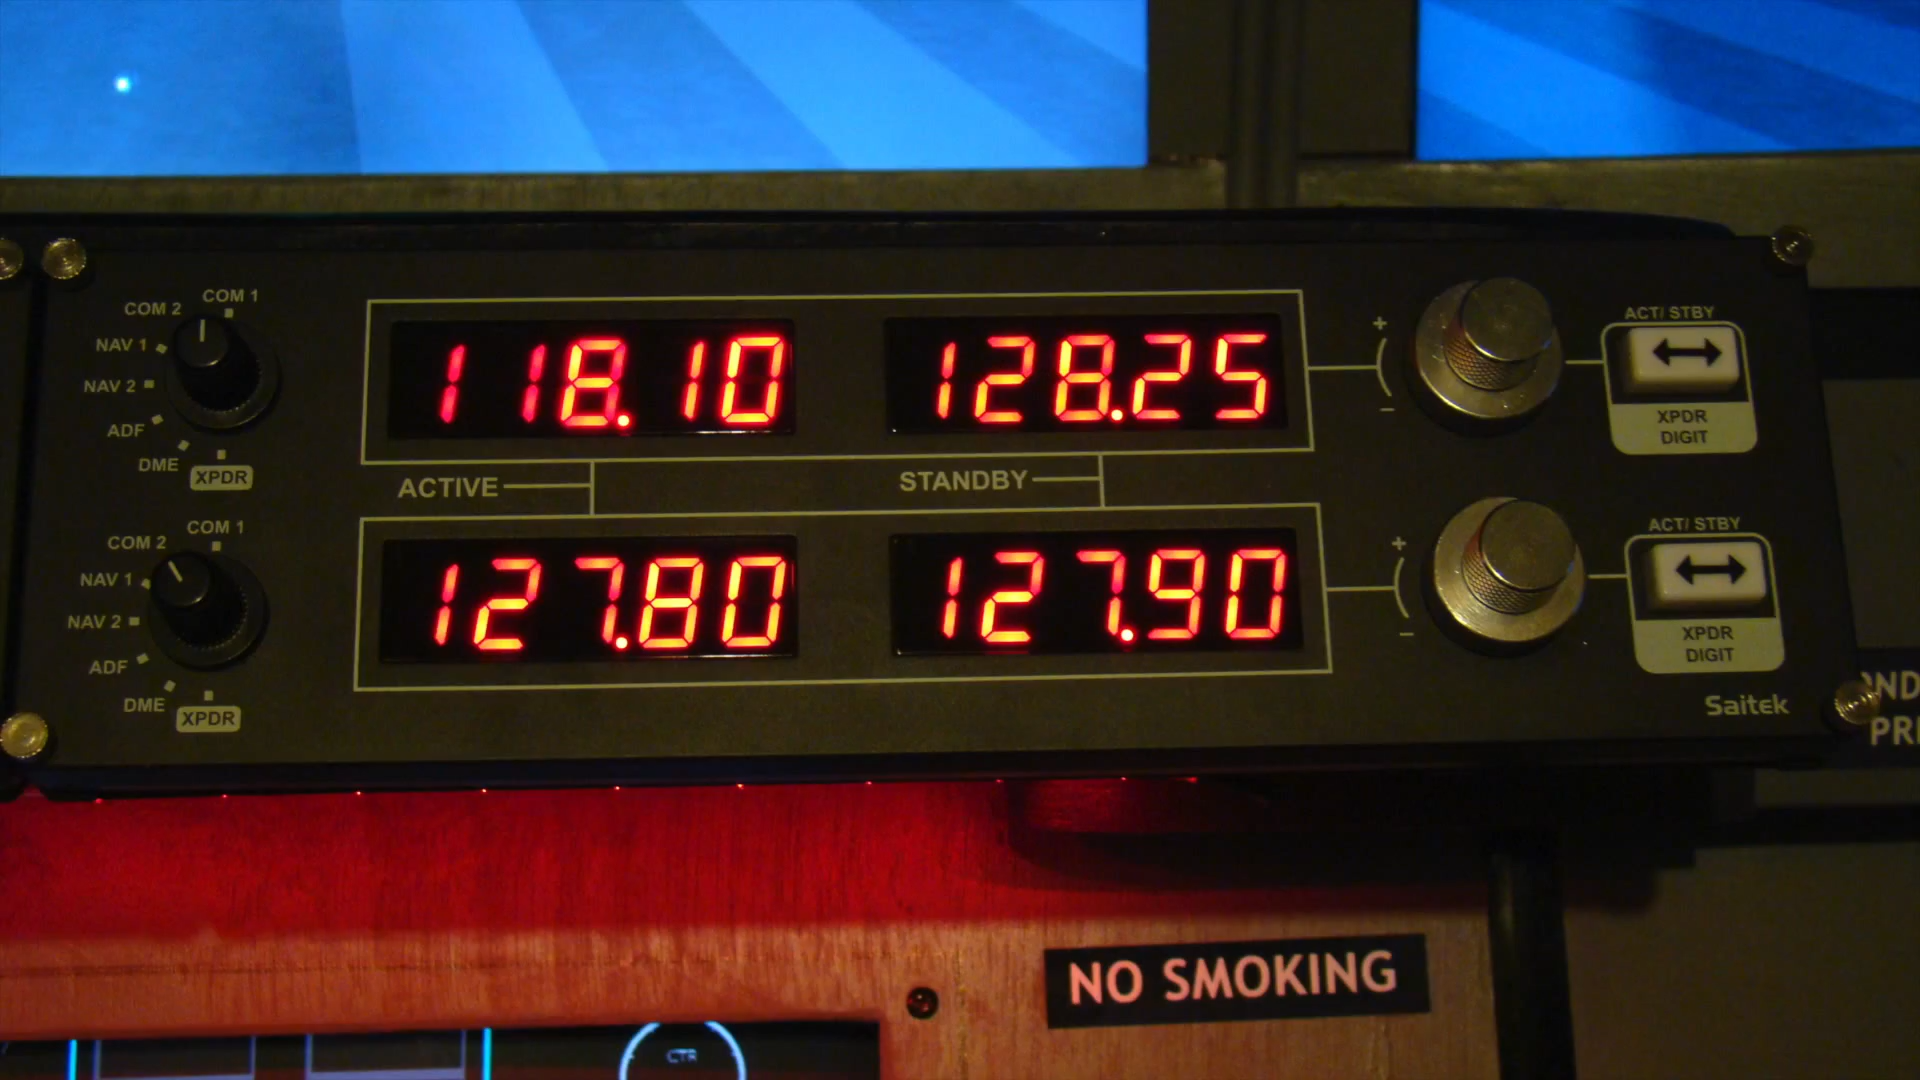 COM 1
COM 2
NAV 1
NAV 2
ADF
DME
XPDR
118.10
128.25
+
−
ACT/ STBY
XPDR
DIGIT
ACTIVE
STANDBY
COM 1
COM 2
NAV 1
NAV 2
ADF
DME
XPDR
127.80
127.90
+
−
ACT/ STBY
XPDR
DIGIT
Saitek
NO SMOKING
CTR